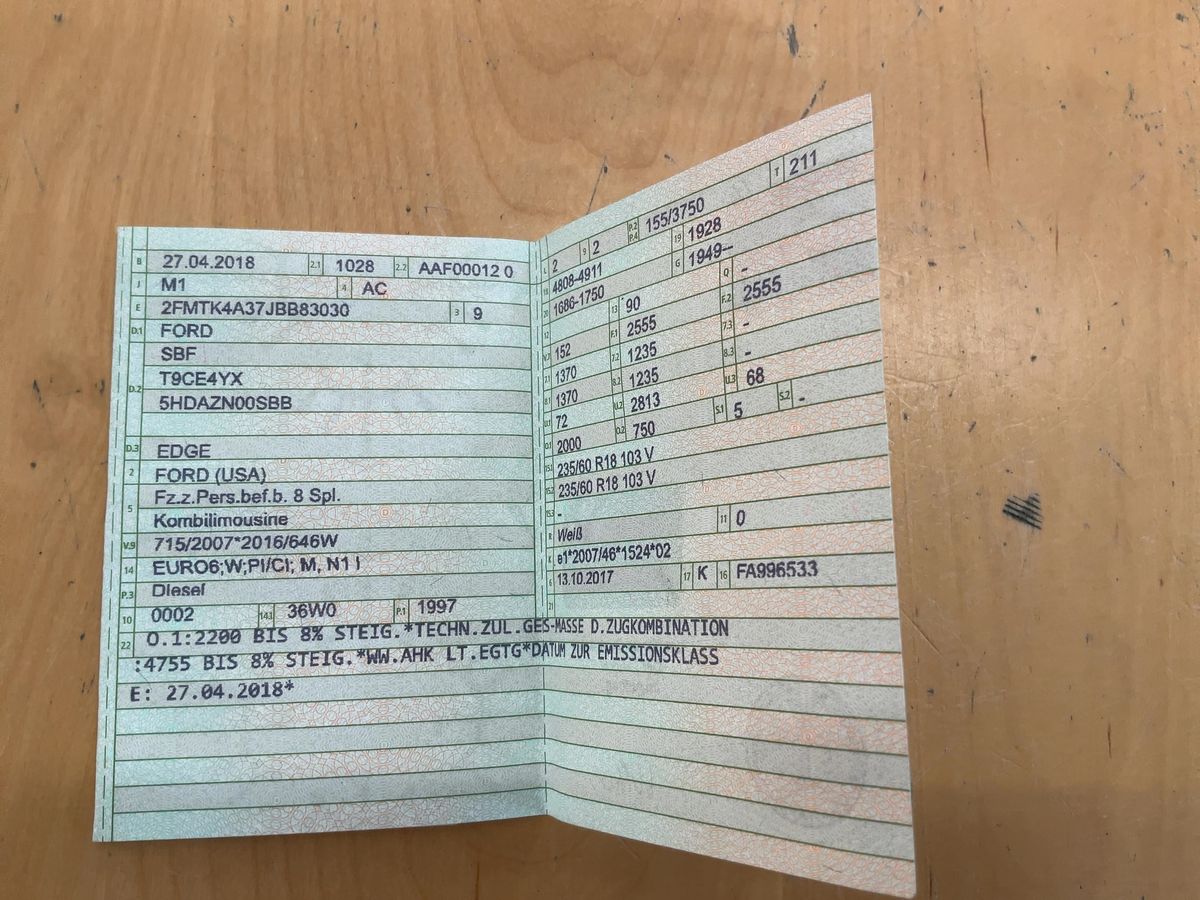 B 27.04.2018 2.1 1028 2.2 AAF00012 0
J M1 4 AC
E 2FMTK4A37JBB83030 3 9
D.1 FORD
SBF
D.2 T9CE4YX
5HDAZN00SBB
D.3 EDGE
2 FORD (USA)
5 Fz.z.Pers.bef.b. 8 Spl.
Kombilimousine
V.9 715/2007*2016/646W
14 EURO6;W;PI/CI; M, N1 I
P.3 Diesel
10 0002 14.1 36W0 P.1 1997
22 O.1:2200 BIS 8% STEIG.*TECHN.ZUL.GES-MASSE D.ZUGKOMBINATION
:4755 BIS 8% STEIG.*WW.AHK LT.EGTG*DATUM ZUR EMISSIONSKLASS
E: 27.04.2018*
L 2 9 2 P.2 P.4 155/3750 T 211
18 4808-4911 19 1928
20 1686-1750 G 1949--
12 13 90 Q -
V.7 152 F.1 2555 F.2 2555
7.1 1370 7.2 1235 7.3 -
8.1 1370 8.2 1235 8.3 -
U.1 72 U.2 2813 U.3 68
O.1 2000 O.2 750 S.1 5 S.2 -
15.1 235/60 R18 103 V
15.2 235/60 R18 103 V
15.3 -
R Weiß 11 0
K e1*2007/46*1524*02
6 13.10.2017 17 K 16 FA996533
21